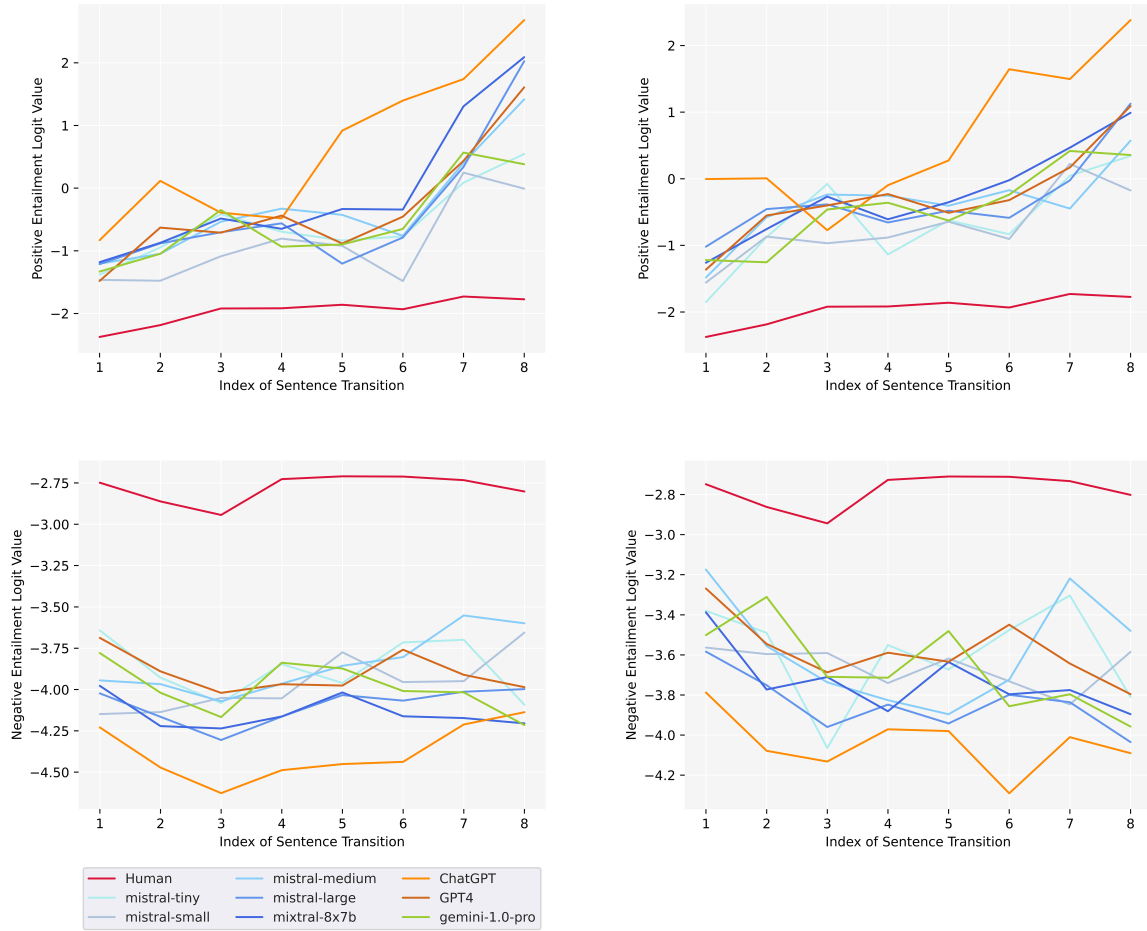 Positive Entailment Logit Value
2
1
0
−1
−2
1 2 3 4 5 6 7 8
Index of Sentence Transition
Positive Entailment Logit Value
2
1
0
−1
−2
1 2 3 4 5 6 7 8
Index of Sentence Transition
Negative Entailment Logit Value
−2.75
−3.00
−3.25
−3.50
−3.75
−4.00
−4.25
−4.50
1 2 3 4 5 6 7 8
Index of Sentence Transition
Negative Entailment Logit Value
−2.8
−3.0
−3.2
−3.4
−3.6
−3.8
−4.0
−4.2
1 2 3 4 5 6 7 8
Index of Sentence Transition
Human
mistral-tiny
mistral-small
mistral-medium
mistral-large
mixtral-8x7b
ChatGPT
GPT4
gemini-1.0-pro